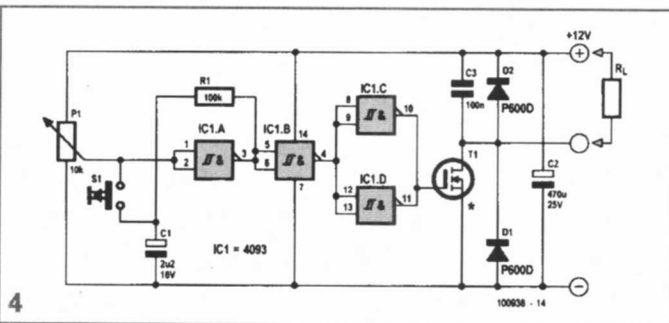 +12V
P1
10k
S1
R1
100k
C1
2u2
16V
IC1.A
1
2
3
IC1.B
5
6
14
4
7
IC1 = 4093
IC1.C
8
9
10
IC1.D
12
13
11
T1
*
C3
100n
D2
P600D
D1
P600D
C2
470u
25V
RL
100938 - 14
4